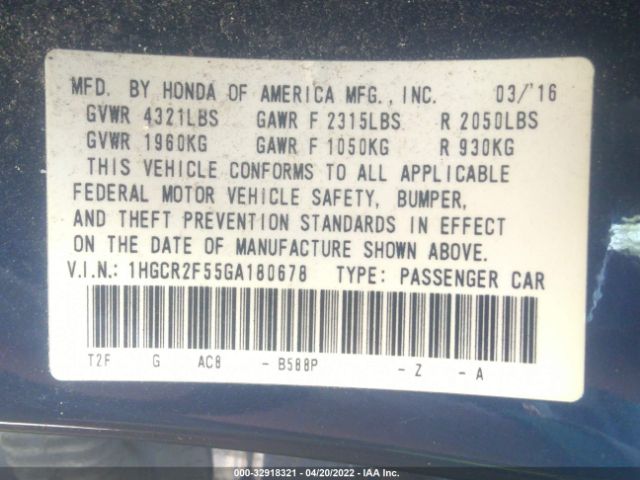 MFD. BY HONDA OF AMERICA MFG., INC. 03/'16
GVWR 4321LBS GAWR F 2315LBS R 2050LBS
GVWR 1960KG GAWR F 1050KG R 930KG
THIS VEHICLE CONFORMS TO ALL APPLICABLE
FEDERAL MOTOR VEHICLE SAFETY, BUMPER,
AND THEFT PREVENTION STANDARDS IN EFFECT
ON THE DATE OF MANUFACTURE SHOWN ABOVE.
V.I.N.: 1HGCR2F55GA180678 TYPE: PASSENGER CAR
T2F G AC8 - B588P - Z - A
000-32918321 - 04/20/2022 - IAA Inc.